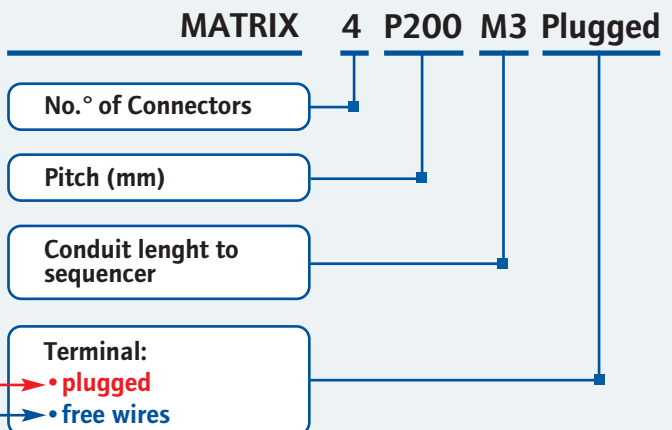 MATRIX 4 P200 M3 Plugged
No.° of Connectors
Pitch (mm)
Conduit lenght to
sequencer
Terminal:
• plugged
• free wires